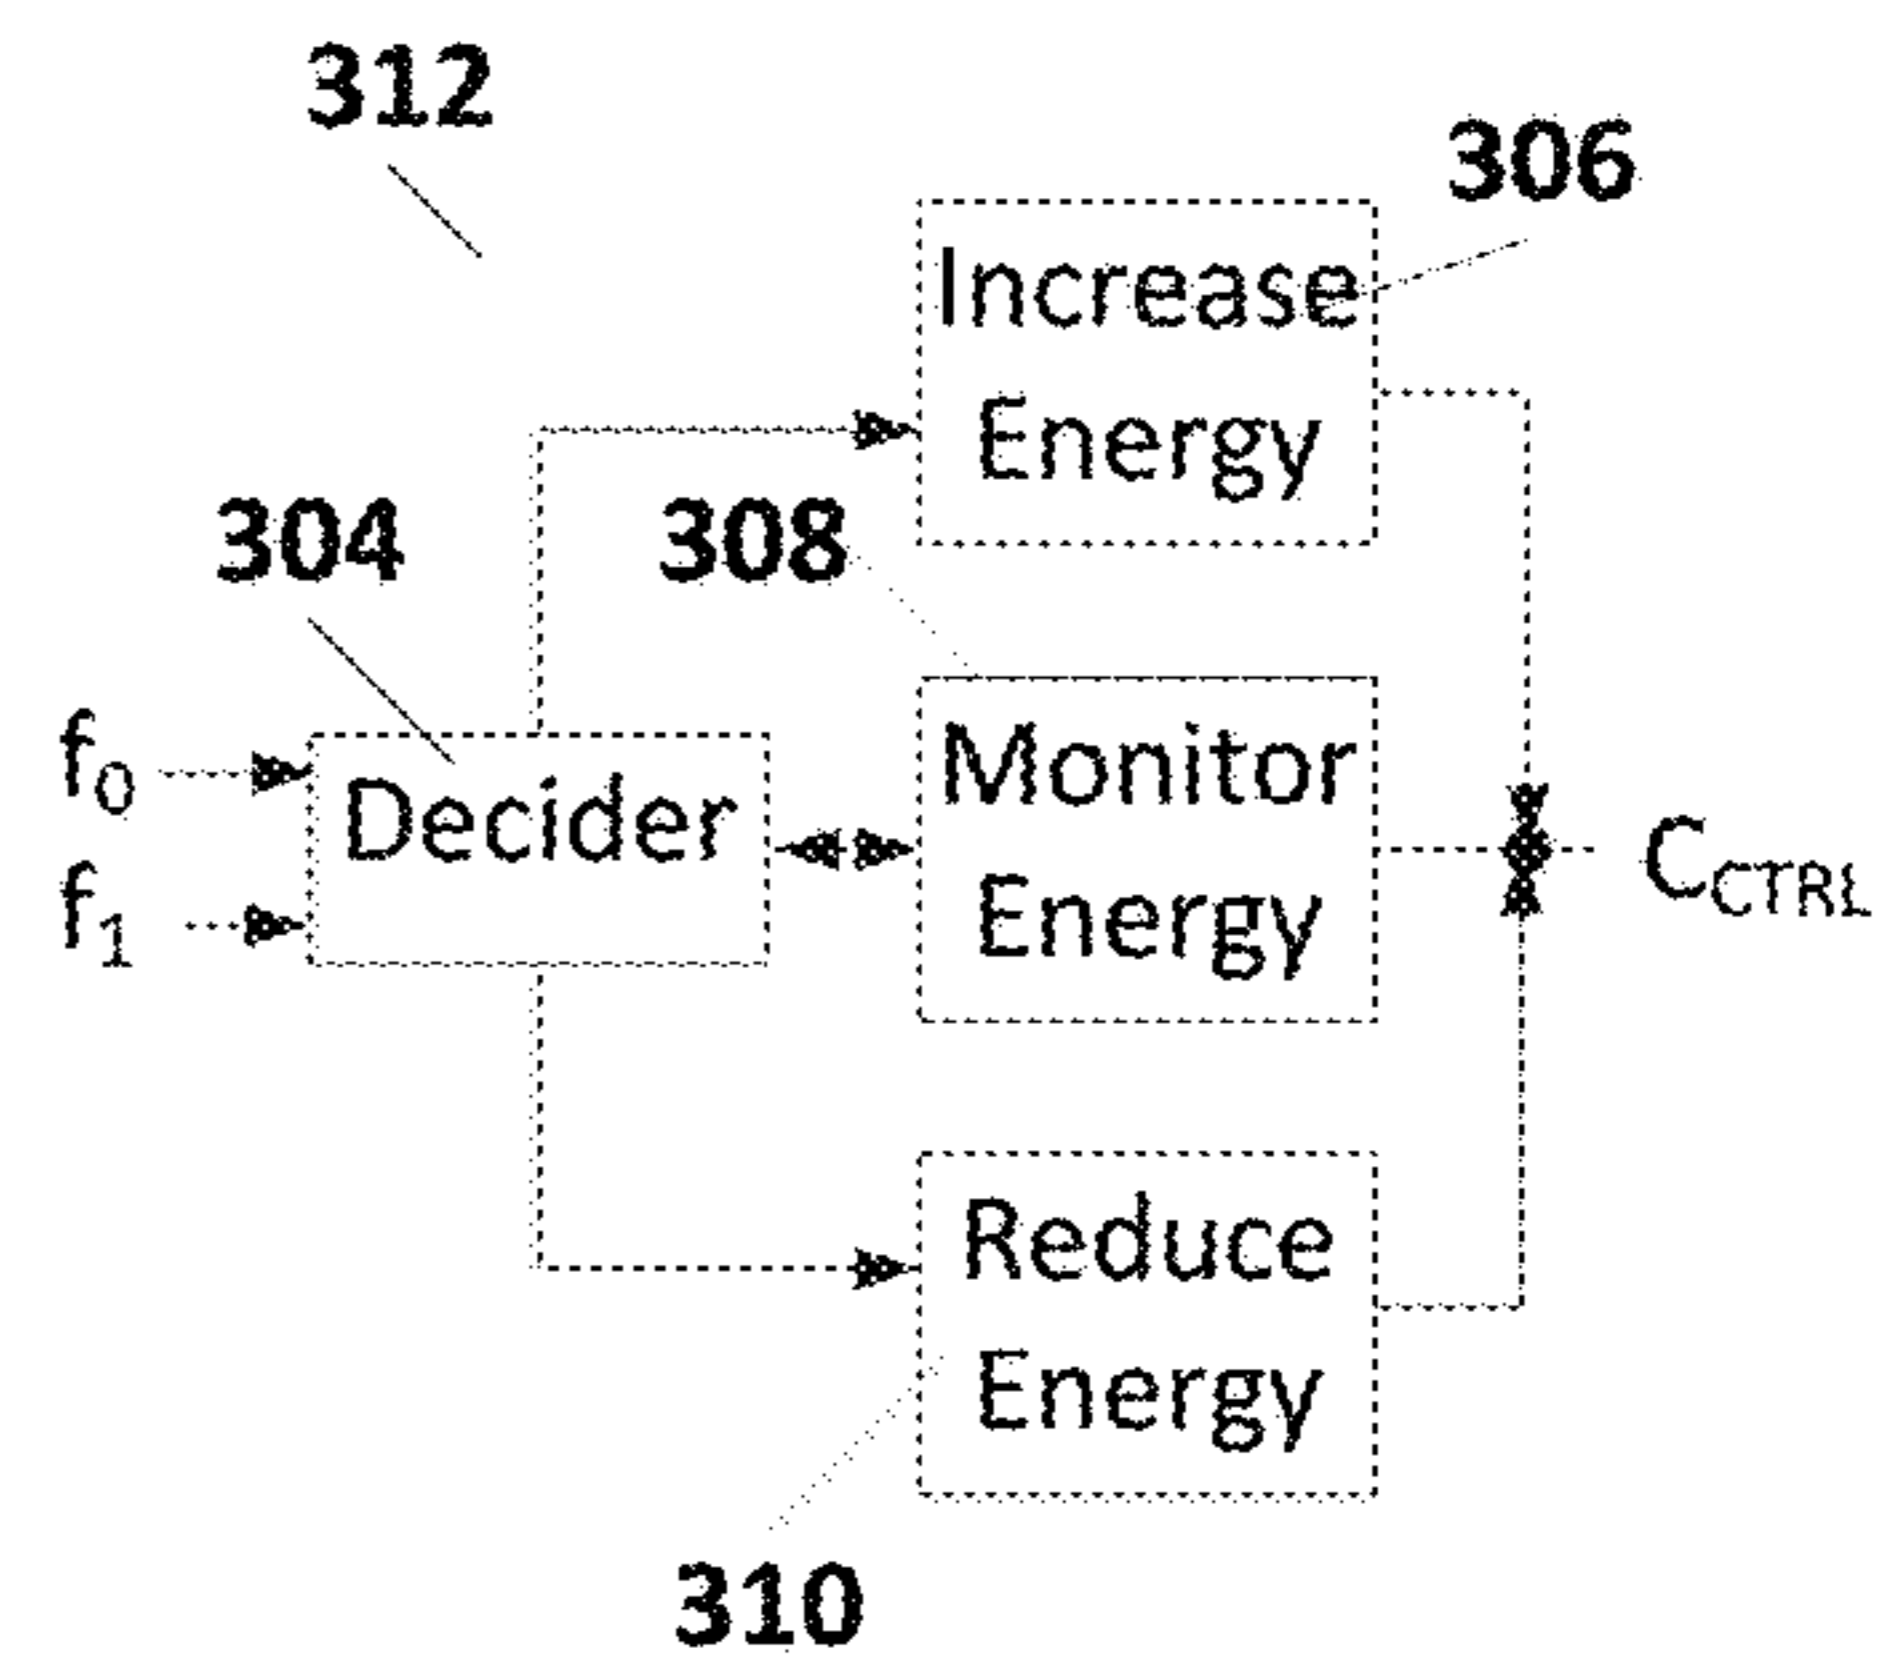 312
306
Increase
Energy
304
308
f0
f1
Decider
Monitor
Energy
CCTRL
Reduce
Energy
310